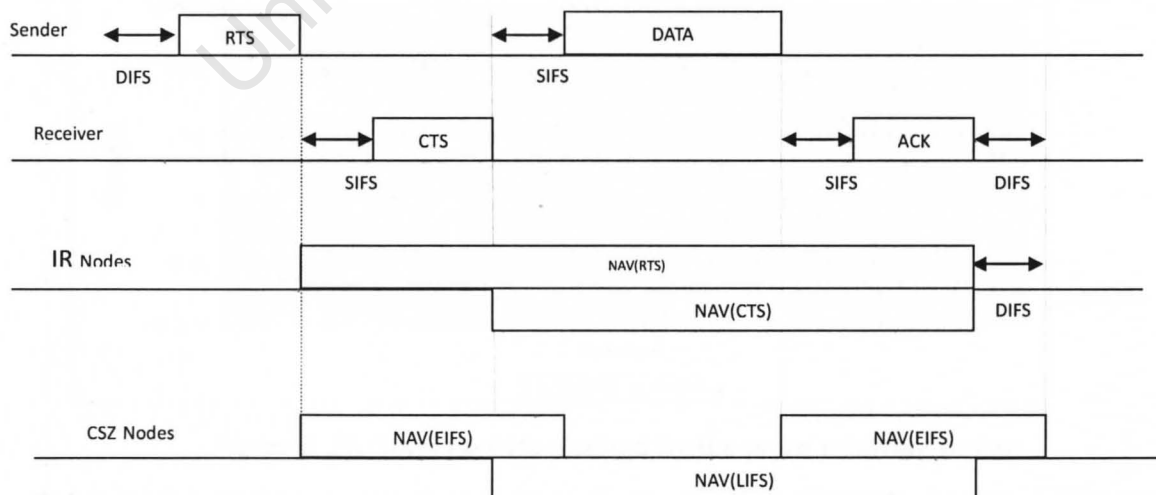 Sender
RTS
DATA
DIFS
SIFS
Uni
Receiver
CTS
ACK
SIFS
SIFS
DIFS
IR Nodes
NAV(RTS)
NAV(CTS)
DIFS
CSZ Nodes
NAV(EIFS)
NAV(EIFS)
NAV(LIFS)